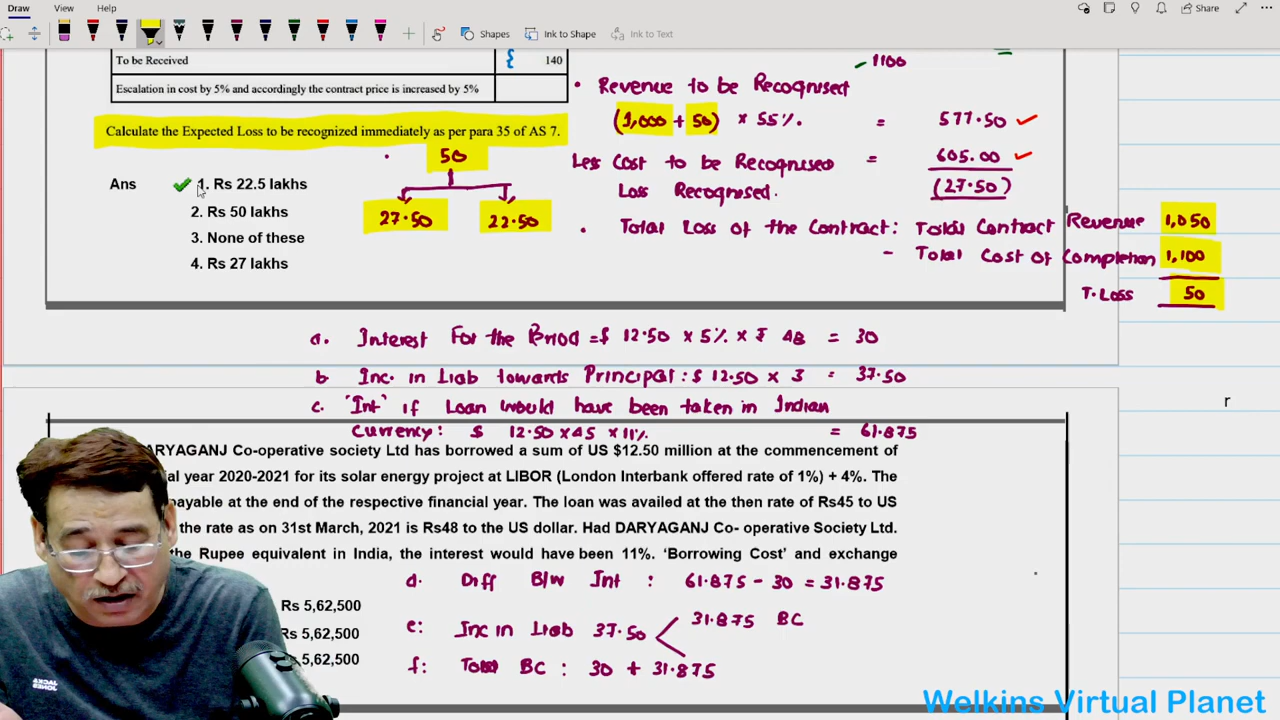 Draw View Help Share
Shapes Ink to Shape Ink to Text
To be Received 140
Escalation in cost by 5% and accordingly the contract price is increased by 5%
1100
• Revenue to be Recognised
(1,000 + 50) × 55% = 577.50
Calculate the Expected Loss to be recognized immediately as per para 35 of AS 7.
50
27.50 22.50
Less Cost to be Recognised = 605.00
Loss Recognised. (27.50)
Ans 1. Rs 22.5 lakhs
2. Rs 50 lakhs
3. None of these
4. Rs 27 lakhs
• Total Loss of the Contract: Total Contract Revenue 1,050
- Total Cost of Completion 1,100
T. Loss 50
a. Interest For the Period = $ 12.50 × 5% × ₹ 48 = 30
b Inc. in Liab towards Principal: $ 12.50 × 3 = 37.50
c. 'Int' if Loan would have been taken in Indian
Currency: $ 12.50 × 45 × 11% = 61.875
r
ARYAGANJ Co-operative society Ltd has borrowed a sum of US $12.50 million at the commencement of
ial year 2020-2021 for its solar energy project at LIBOR (London Interbank offered rate of 1%) + 4%. The
payable at the end of the respective financial year. The loan was availed at the then rate of Rs45 to US
the rate as on 31st March, 2021 is Rs48 to the US dollar. Had DARYAGANJ Co- operative Society Ltd.
the Rupee equivalent in India, the interest would have been 11%. ‘Borrowing Cost’ and exchange
d. Diff B/w Int : 61.875 - 30 = 31.875
Rs 5,62,500
Rs 5,62,500
Rs 5,62,500
e: Inc in Liab 37.50 31.875 BC
f: Total BC : 30 + 31.875
Welkins Virtual Planet